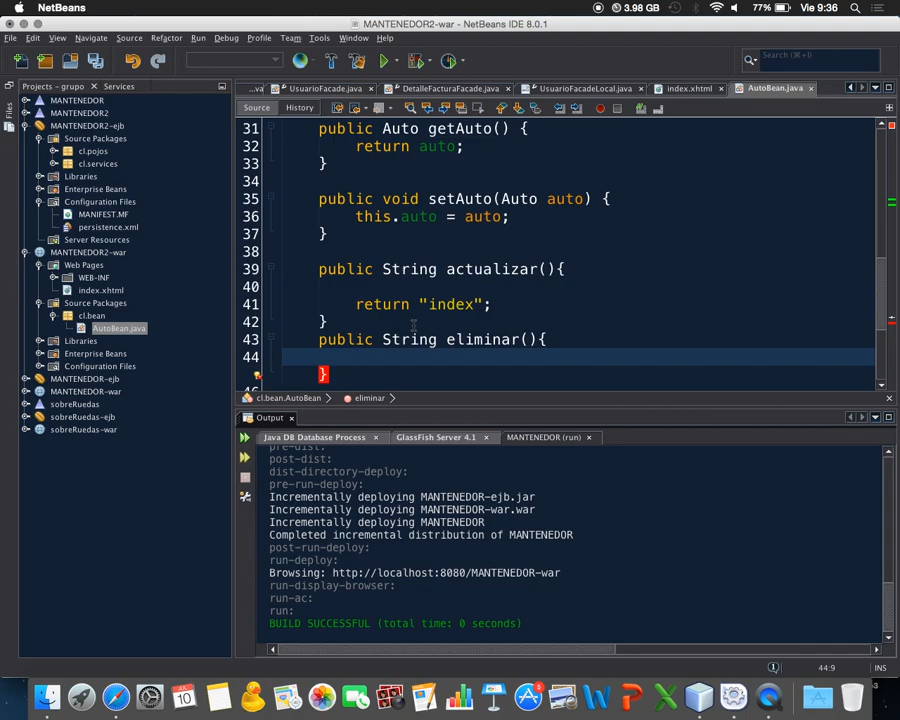 NetBeans
3.98 GB
77%
Vie 9:36
MANTENEDOR2-war - NetBeans IDE 8.0.1
File Edit View Navigate Source Refactor Run Debug Profile Team Tools Window Help
Search (⌘+I)
Projects - grupo
Services
Files
...va
UsuarioFacade.java
DetalleFacturaFacade.java
UsuarioFacadeLocal.java
index.xhtml
AutoBean.java
Source
History
MANTENEDOR
MANTENEDOR2
MANTENEDOR2-ejb
Source Packages
cl.pojos
cl.services
Libraries
Enterprise Beans
Configuration Files
MANIFEST.MF
persistence.xml
Server Resources
MANTENEDOR2-war
Web Pages
WEB-INF
index.xhtml
Source Packages
cl.bean
AutoBean.java
Libraries
Enterprise Beans
Configuration Files
MANTENEDOR-ejb
MANTENEDOR-war
sobreRuedas
sobreRuedas-ejb
sobreRuedas-war
31 public Auto getAuto() {
32 return auto;
33 }
34
35 public void setAuto(Auto auto) {
36 this.auto = auto;
37 }
38
39 public String actualizar(){
40
41 return "index";
42 }
43 public String eliminar(){
44
}
cl.bean.AutoBean
eliminar
Output
Java DB Database Process
GlassFish Server 4.1
MANTENEDOR (run)
pre-dist:
post-dist:
dist-directory-deploy:
pre-run-deploy:
Incrementally deploying MANTENEDOR-ejb.jar
Incrementally deploying MANTENEDOR-war.war
Incrementally deploying MANTENEDOR
Completed incremental distribution of MANTENEDOR
post-run-deploy:
run-deploy:
Browsing: http://localhost:8080/MANTENEDOR-war
run-display-browser:
run-ac:
run:
BUILD SUCCESSFUL (total time: 0 seconds)
44:9
INS